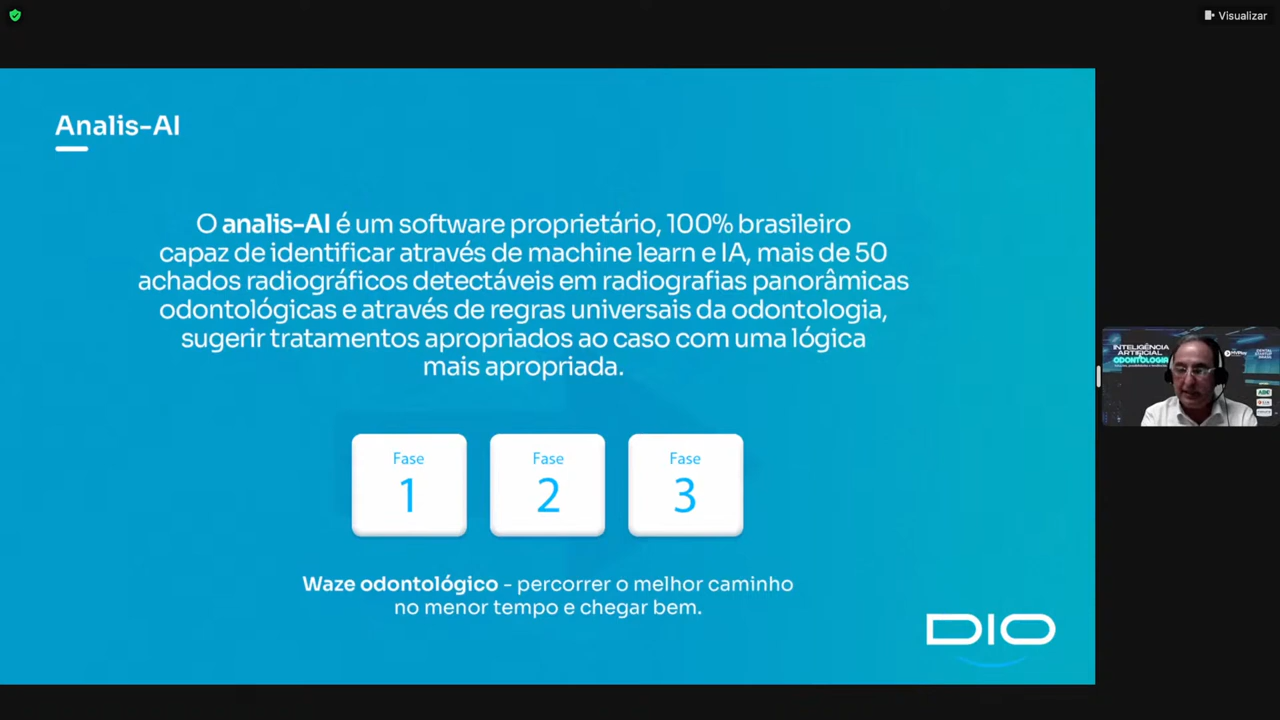 Visualizar
Analis-AI
O analis-AI é um software proprietário, 100% brasileiro
capaz de identificar através de machine learn e IA, mais de 50
achados radiográficos detectáveis em radiografias panorâmicas
odontológicas e através de regras universais da odontologia,
sugerir tratamentos apropriados ao caso com uma lógica
mais apropriada.
Fase
1
Fase
2
Fase
3
Waze odontológico - percorrer o melhor caminho
no menor tempo e chegar bem.
DIO
INTELIGÊNCIA
ARTIFICIAL
ODONTOLOGIA